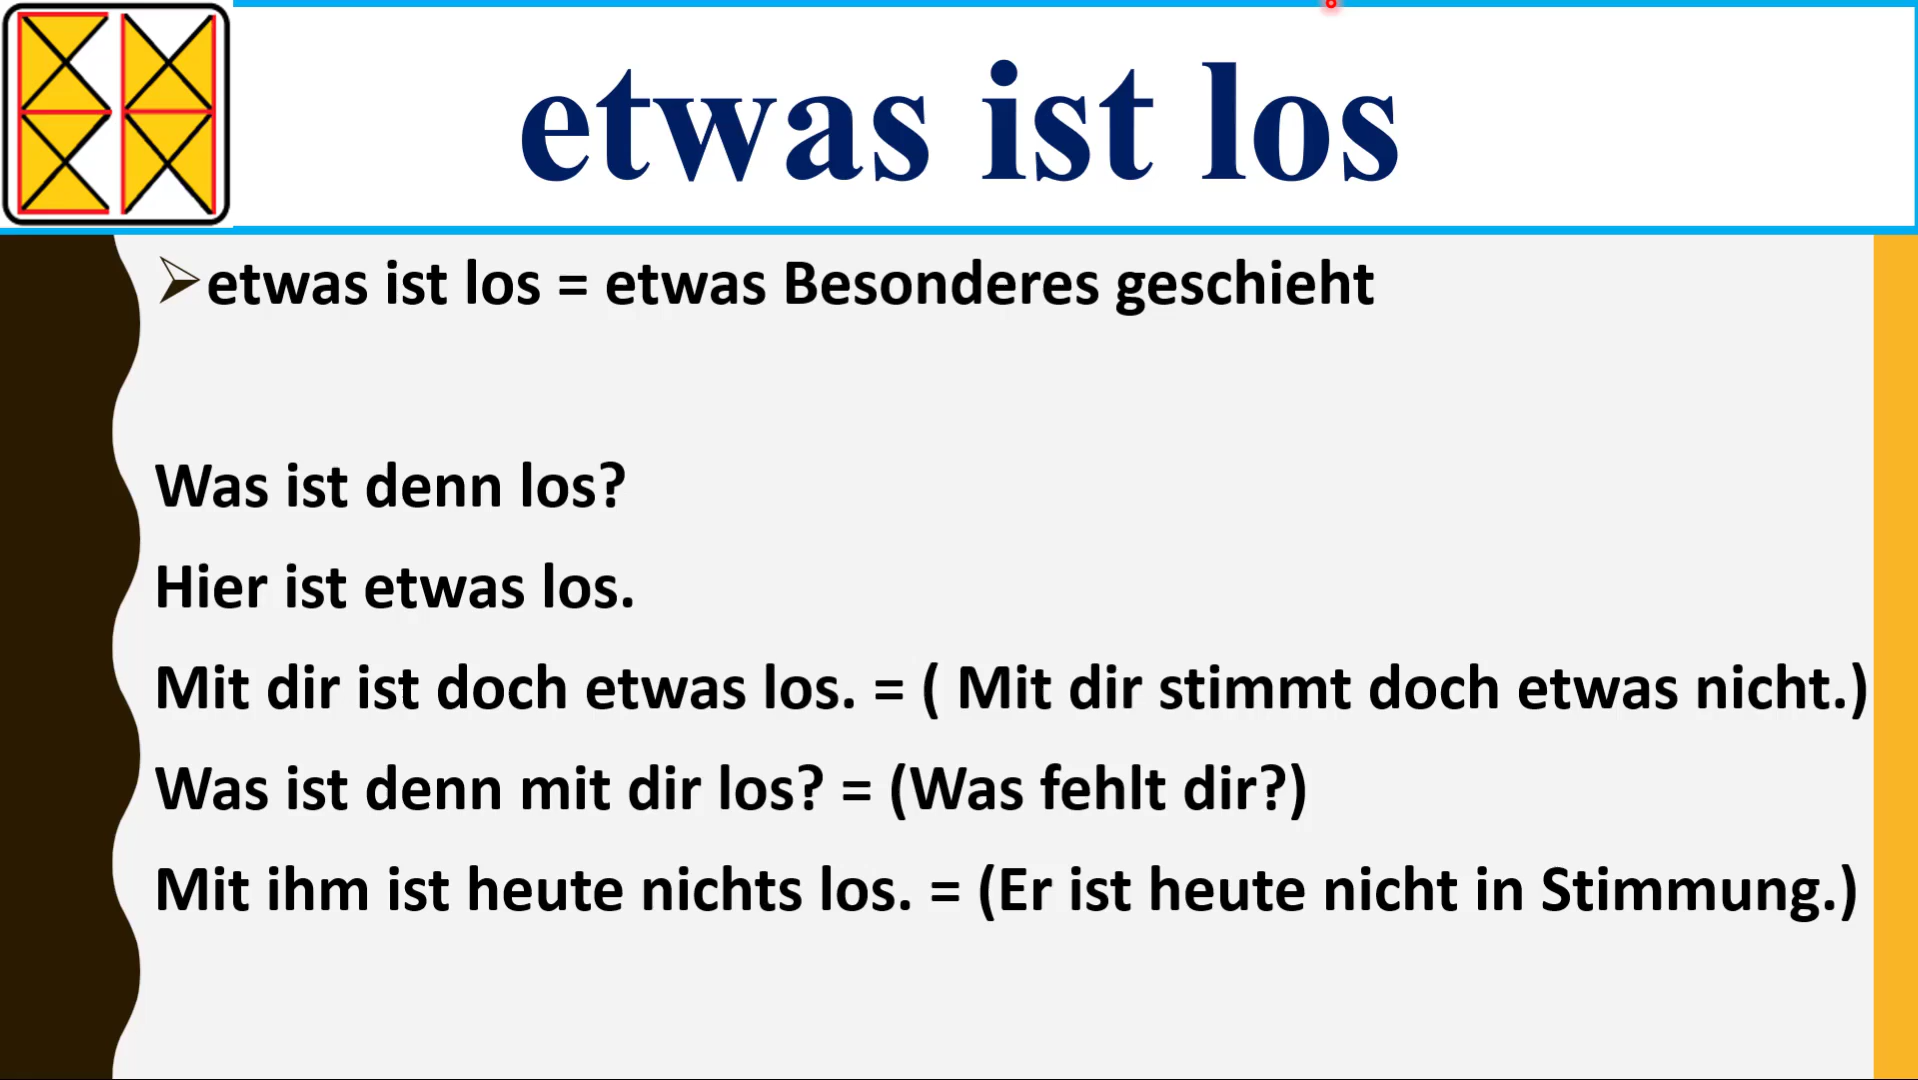 etwas ist los
➢etwas ist los = etwas Besonderes geschieht
Was ist denn los?
Hier ist etwas los.
Mit dir ist doch etwas los. = ( Mit dir stimmt doch etwas nicht.)
Was ist denn mit dir los? = (Was fehlt dir?)
Mit ihm ist heute nichts los. = (Er ist heute nicht in Stimmung.)